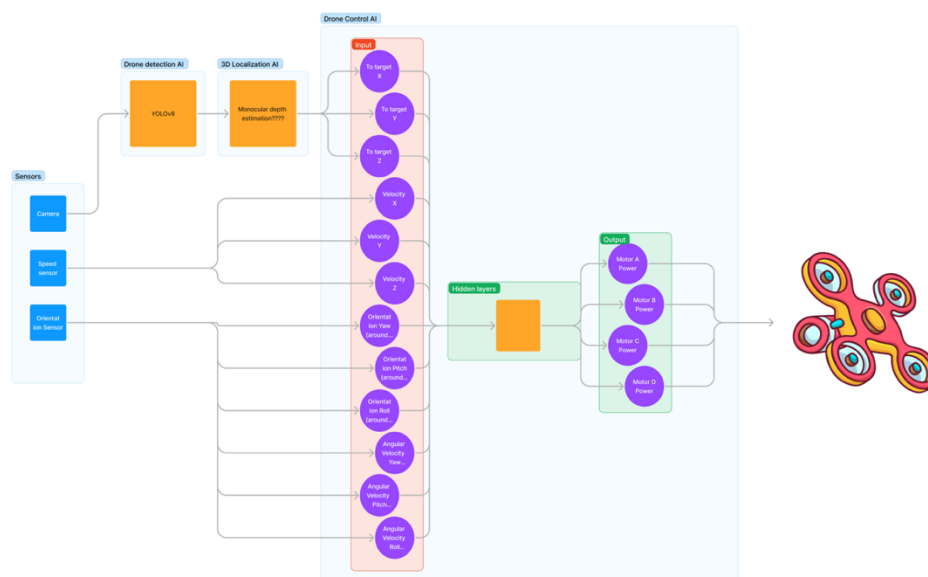 Drone Control AI
Drone detection AI
3D Localization AI
Input
YOLOv8
Monocular depth
estimation????
To target
X
To target
Y
To target
Z
Sensors
Camera
Speed
sensor
Orientat
ion Sensor
Velocity
X
Velocity
Y
Velocity
Z
Orientat
ion Yaw
(around...
Orientat
ion Pitch
(around...
Orientat
ion Roll
(around...
Angular
Velocity
Yaw...
Angular
Velocity
Pitch...
Angular
Velocity
Roll...
Hidden layers
Output
Motor A
Power
Motor B
Power
Motor C
Power
Motor D
Power